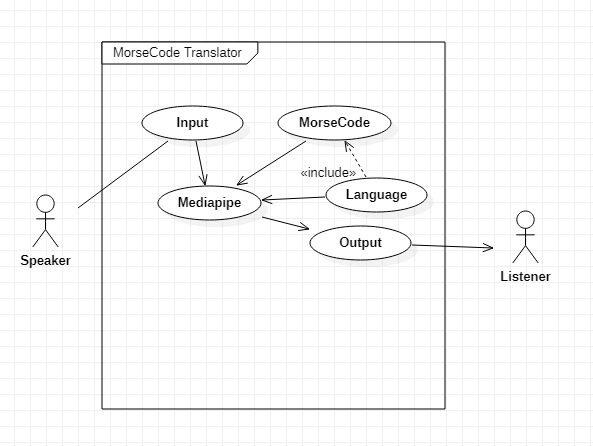 MorseCode Translator
Input
MorseCode
«include»
Language
Mediapipe
Output
Speaker
Listener